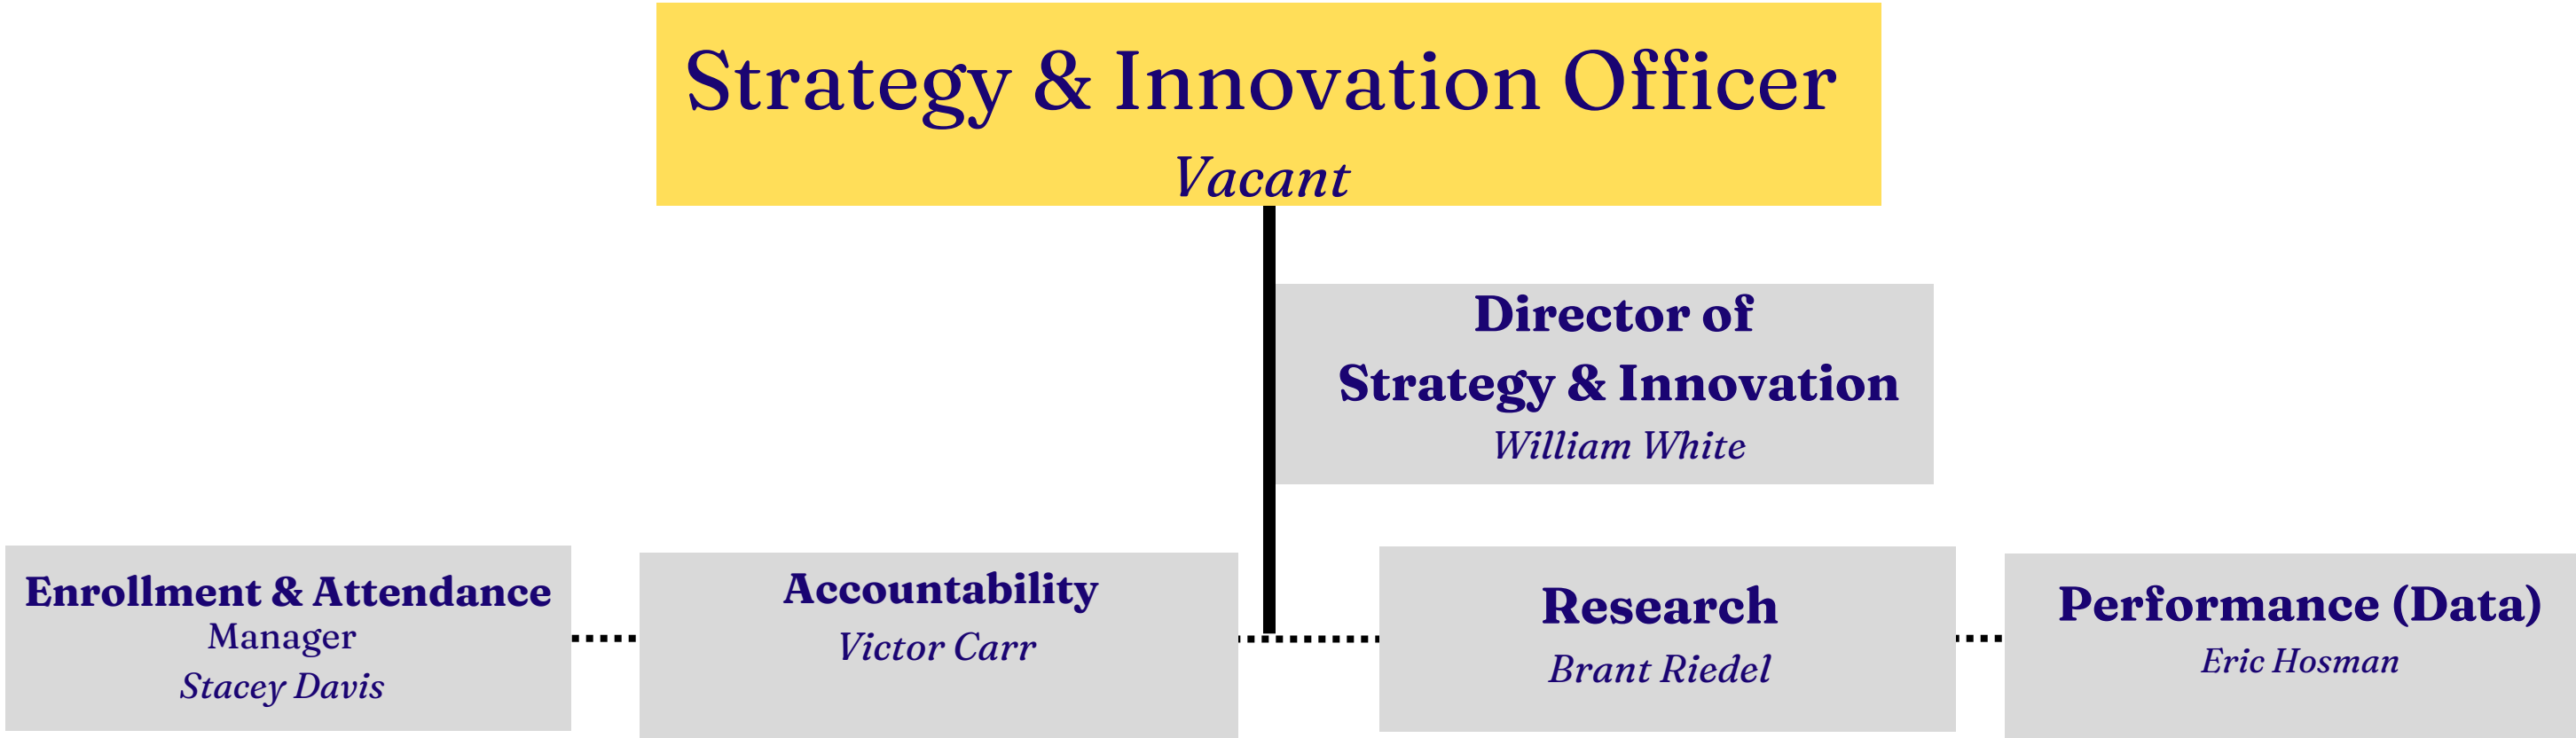 Strategy & Innovation Officer
Vacant
Director of
Strategy & Innovation
William White
Enrollment & Attendance
Manager
Stacey Davis
Accountability
Victor Carr
Research
Brant Riedel
Performance (Data)
Eric Hosman